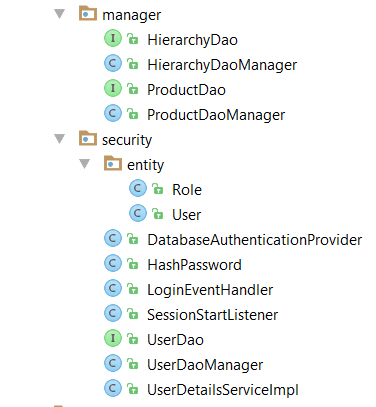 manager
I HierarchyDao
C HierarchyDaoManager
I ProductDao
C ProductDaoManager
security
entity
C Role
C User
C DatabaseAuthenticationProvider
C HashPassword
C LoginEventHandler
C SessionStartListener
I UserDao
C UserDaoManager
C UserDetailsServiceImpl